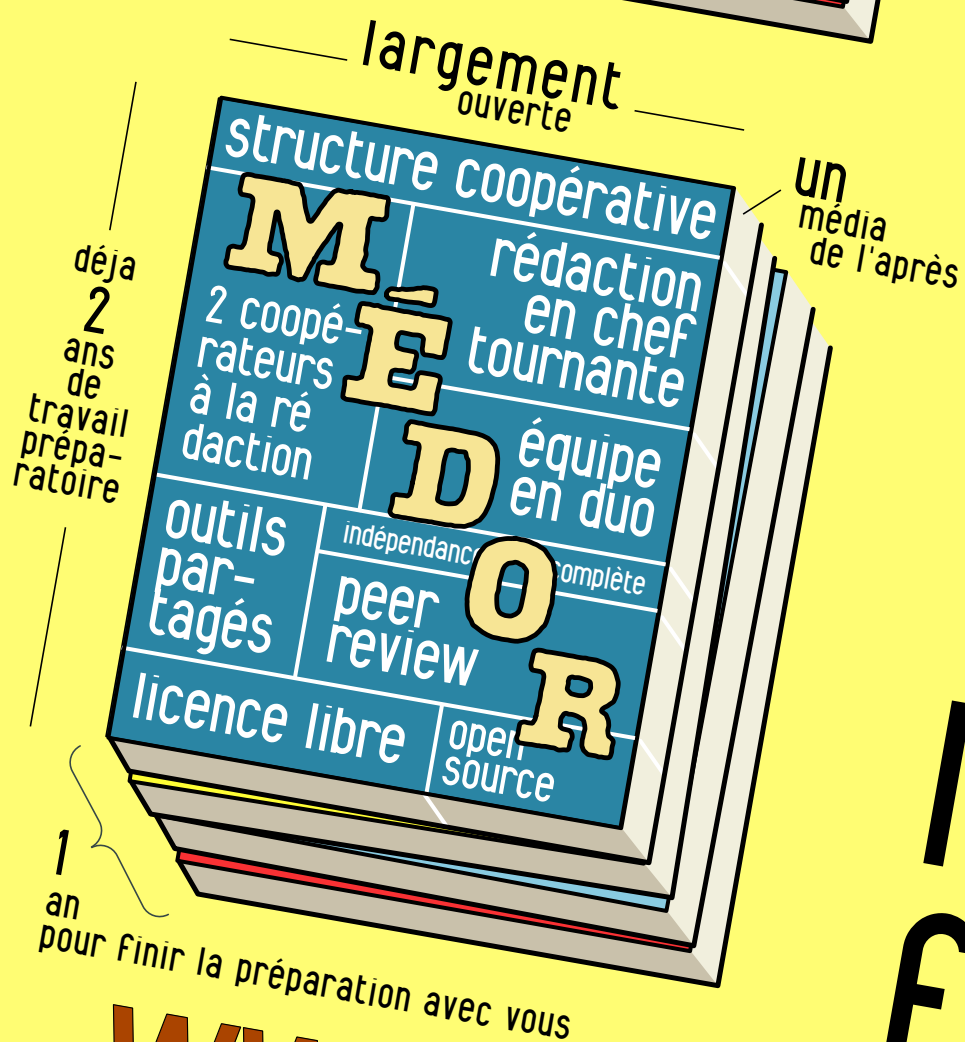 largement
ouverte
un
média
de l'après
déja
2
ans
de
travail
prépa-
ratoire
structure coopérative
MÉDOR
rédaction
en chef
tournante
2 coopé-
rateurs
à la ré
daction
équipe
en duo
outils
par-
tagés
indépendance complète
peer
review
licence libre
open
source
1
an
pour finir la préparation avec vous